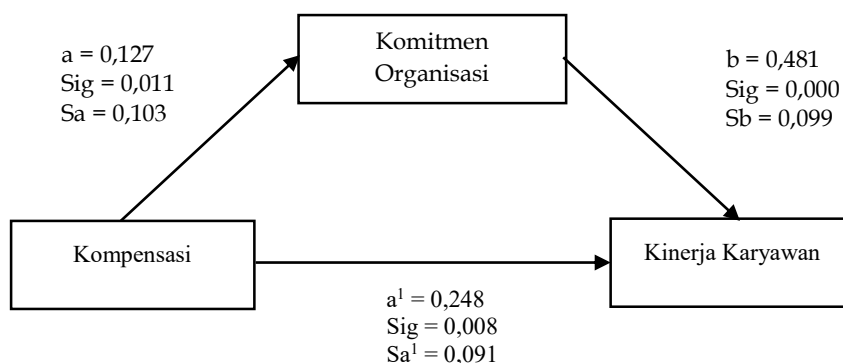 a = 0,127
Sig = 0,011
Sa = 0,103
Komitmen
Organisasi
b = 0,481
Sig = 0,000
Sb = 0,099
Kompensasi
Kinerja Karyawan
a¹ = 0,248
Sig = 0,008
Sa¹ = 0,091